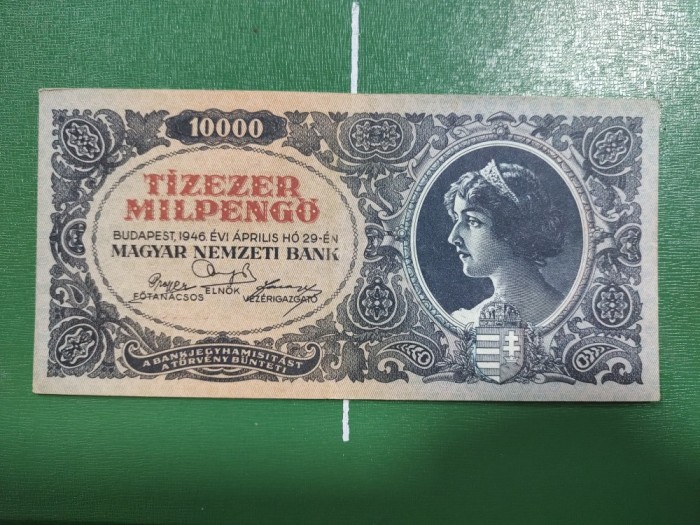 10000
TÍZEZER
MILPENGŐ
BUDAPEST, 1946. ÉVI ÁPRILIS HÓ 29-ÉN
MAGYAR NEMZETI BANK
ELNÖK
FŐTANÁCSOS VEZÉRIGAZGATÓ
A BANKJEGYHAMISÍTÁST
A TÖRVÉNY BÜNTETI